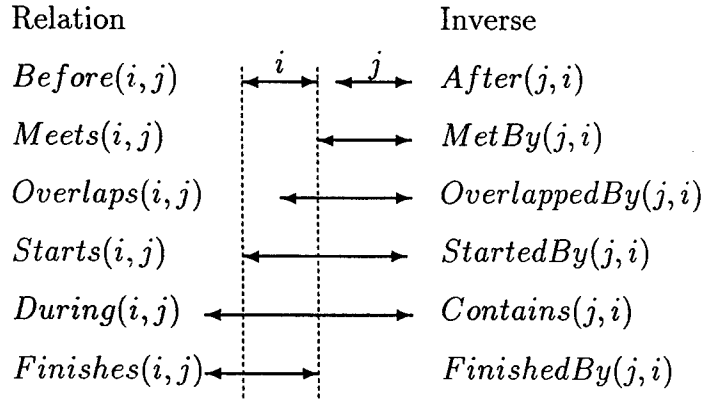 Relation Inverse
Before(i, j) i j After(j, i)
Meets(i, j) MetBy(j, i)
Overlaps(i, j) OverlappedBy(j, i)
Starts(i, j) StartedBy(j, i)
During(i, j) Contains(j, i)
Finishes(i, j) FinishedBy(j, i)